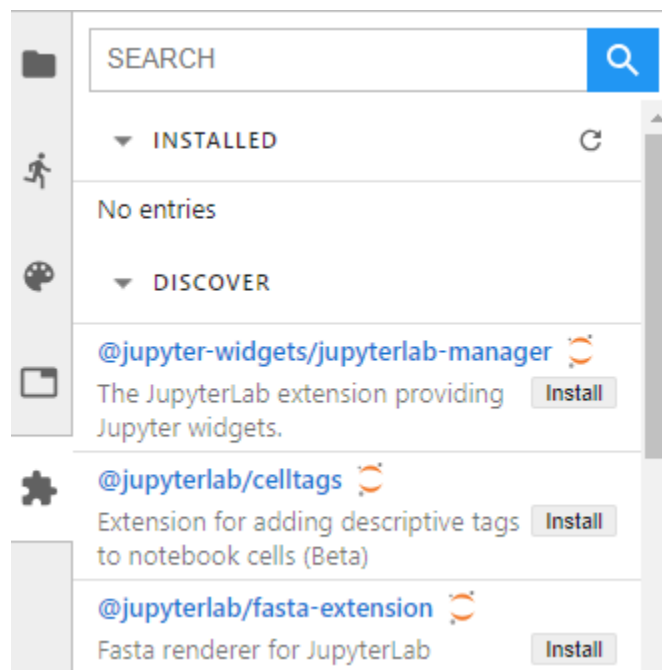 SEARCH
INSTALLED
No entries
DISCOVER
@jupyter-widgets/jupyterlab-manager
The JupyterLab extension providing
Jupyter widgets.
Install
@jupyterlab/celltags
Extension for adding descriptive tags
to notebook cells (Beta)
Install
@jupyterlab/fasta-extension
Fasta renderer for JupyterLab
Install